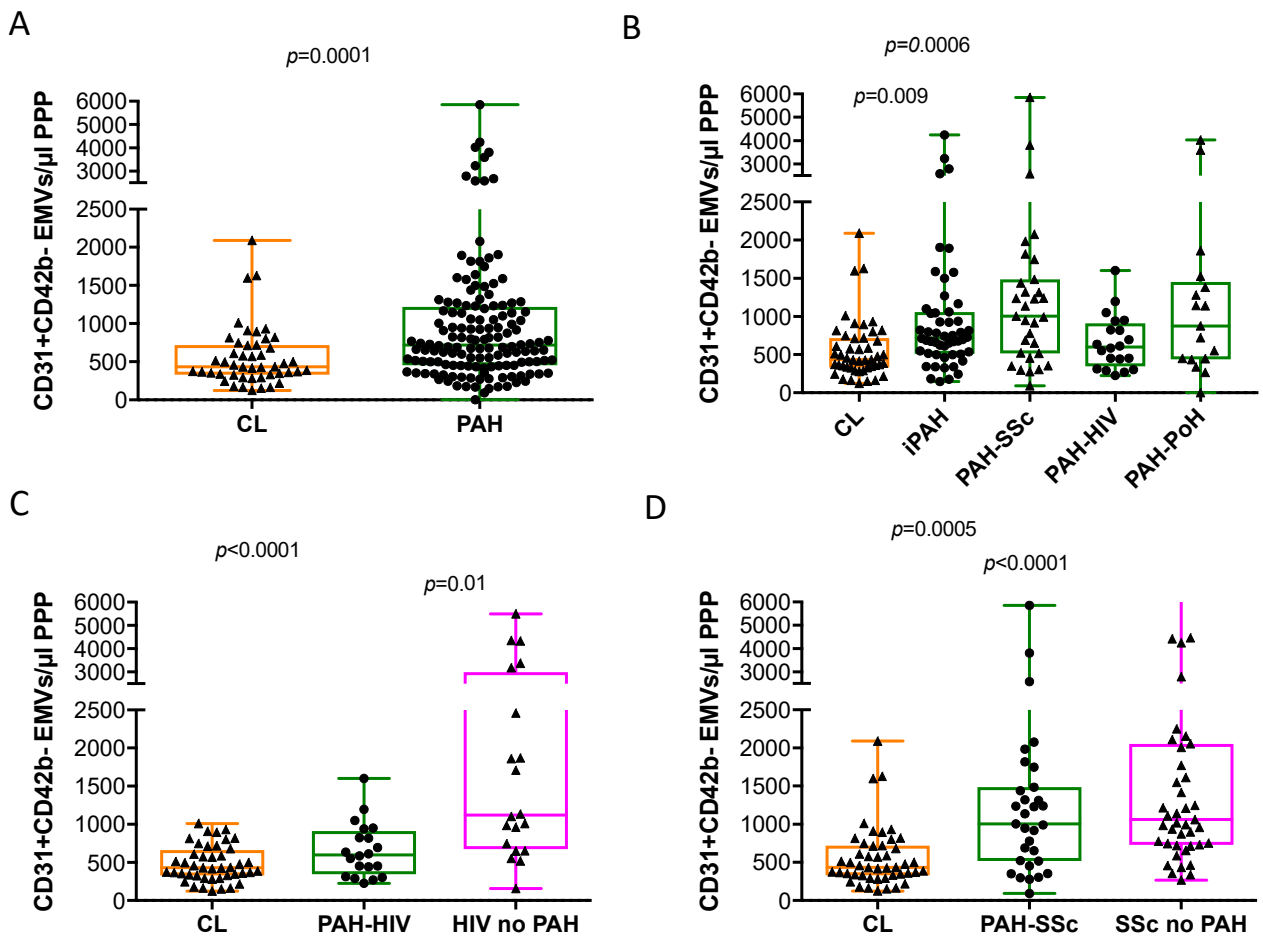 A
p=0.0001
CD31+CD42b- EMVs/µl PPP
6000
5000
4000
3000
2500
2000
1500
1000
500
0
CL
PAH
B
p=0.0006
p=0.009
CD31+CD42b- EMVs/µl PPP
6000
5000
4000
3000
2500
2000
1500
1000
500
0
CL
iPAH
PAH-SSc
PAH-HIV
PAH-PoH
C
p<0.0001
p=0.01
CD31+CD42b- EMVs/µl PPP
6000
5000
4000
3000
2500
2000
1500
1000
500
0
CL
PAH-HIV
HIV no PAH
D
p=0.0005
p<0.0001
CD31+CD42b- EMVs/µl PPP
6000
5000
4000
3000
2500
2000
1500
1000
500
0
CL
PAH-SSc
SSc no PAH